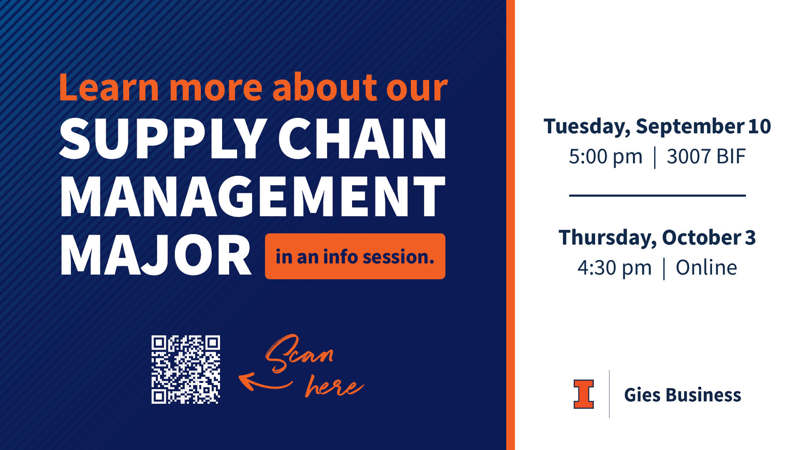 Learn more about our
SUPPLY CHAIN
MANAGEMENT
MAJOR in an info session.
Scan
here
Tuesday, September 10
5:00 pm | 3007 BIF
Thursday, October 3
4:30 pm | Online
I Gies Business